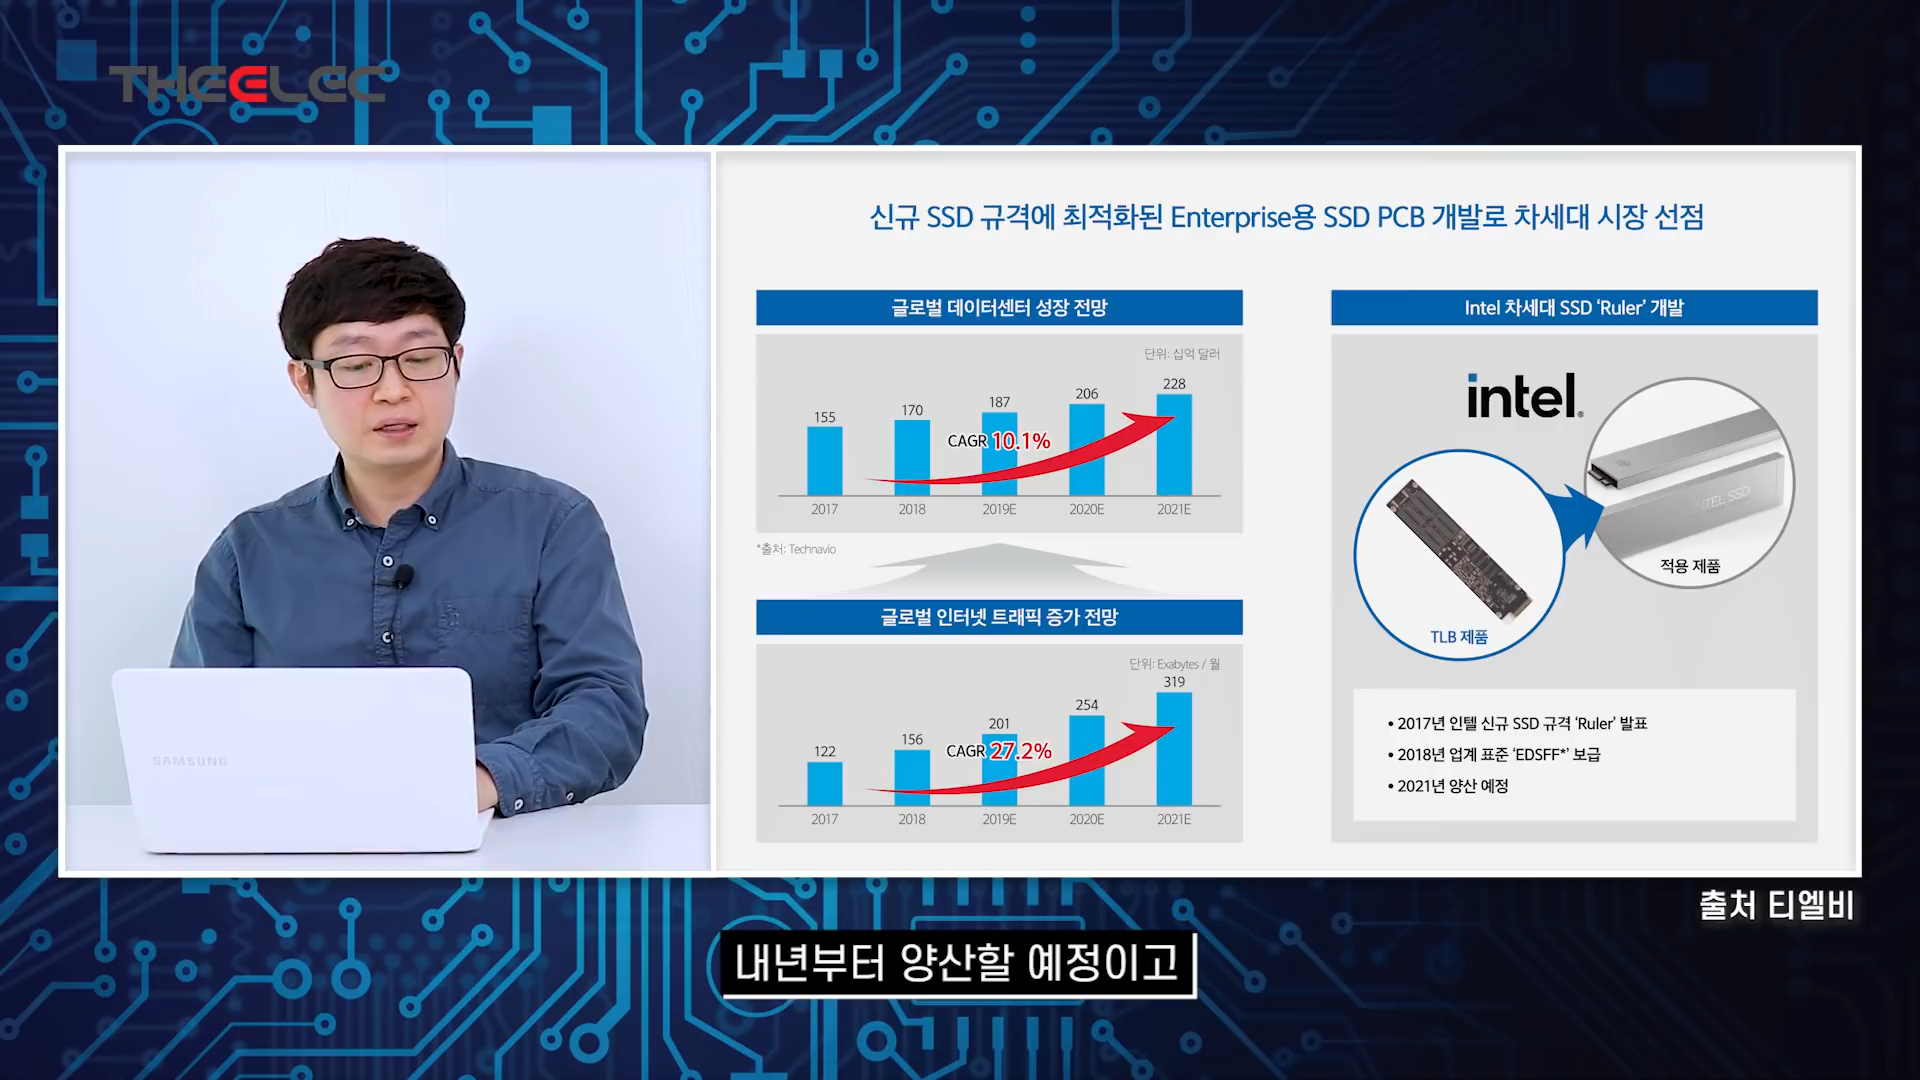 THEELEC
신규 SSD 규격에 최적화된 Enterprise용 SSD PCB 개발로 차세대 시장 선점
글로벌 데이터센터 성장 전망
단위: 십억 달러
155
170
187
206
228
CAGR 10.1%
2017
2018
2019E
2020E
2021E
*출처: Technavio
글로벌 인터넷 트래픽 증가 전망
단위: Exabytes / 월
122
156
201
254
319
CAGR 27.2%
2017
2018
2019E
2020E
2021E
Intel 차세대 SSD ‘Ruler’ 개발
intel®
INTEL SSD
적용 제품
TLB 제품
• 2017년 인텔 신규 SSD 규격 ‘Ruler’ 발표
• 2018년 업계 표준 ‘EDSFF*’ 보급
• 2021년 양산 예정
SAMSUNG
출처 티엘비
내년부터 양산할 예정이고